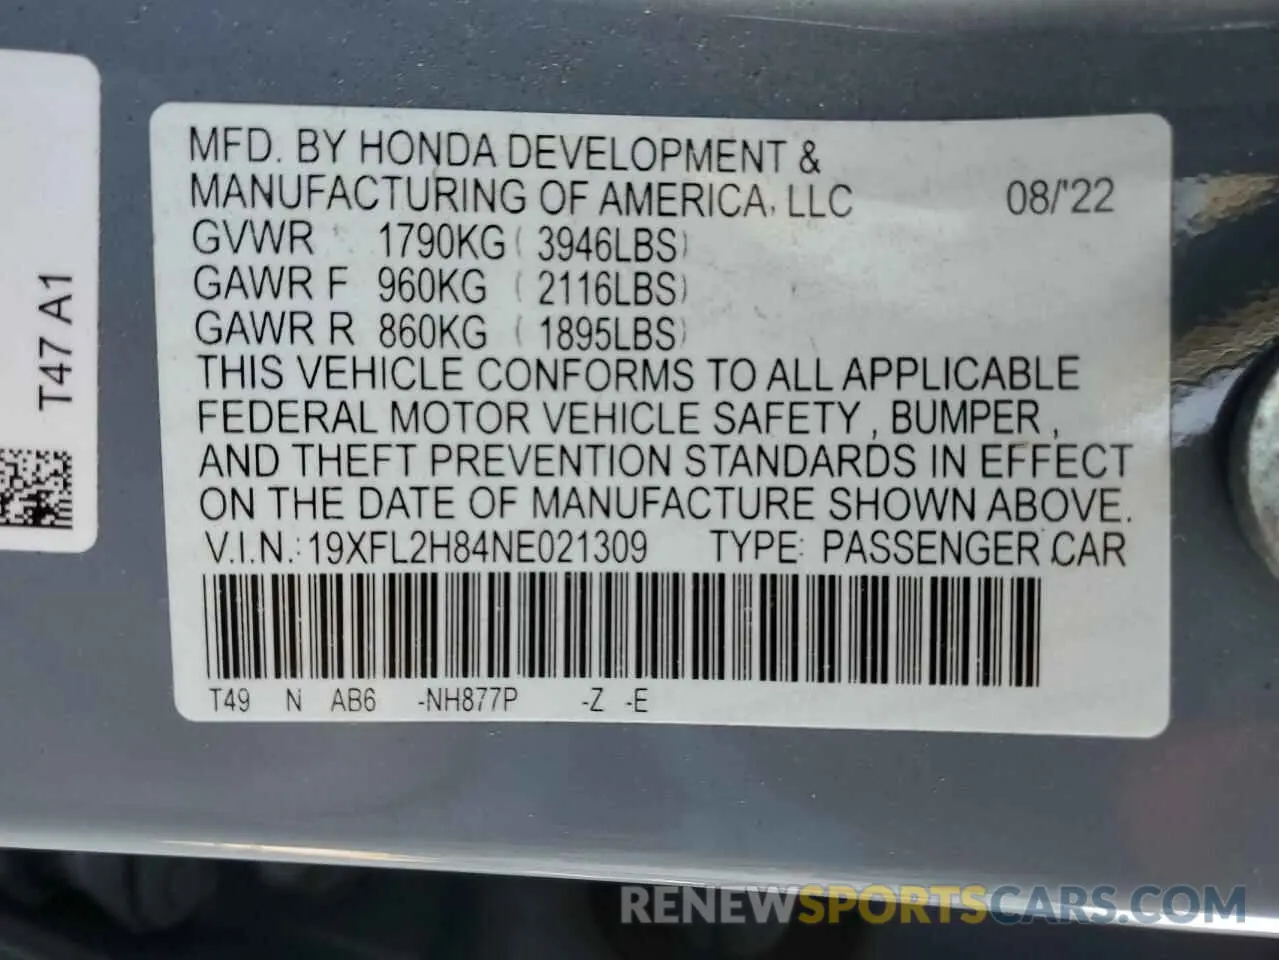 T47 A1
MFD. BY HONDA DEVELOPMENT &
MANUFACTURING OF AMERICA, LLC 08/'22
GVWR 1790KG ( 3946LBS)
GAWR F 960KG ( 2116LBS)
GAWR R 860KG ( 1895LBS)
THIS VEHICLE CONFORMS TO ALL APPLICABLE
FEDERAL MOTOR VEHICLE SAFETY , BUMPER ,
AND THEFT PREVENTION STANDARDS IN EFFECT
ON THE DATE OF MANUFACTURE SHOWN ABOVE.
V.I.N.: 19XFL2H84NE021309 TYPE: PASSENGER CAR
T49 N AB6 -NH877P -Z -E
RENEWSPORTSCARS.COM